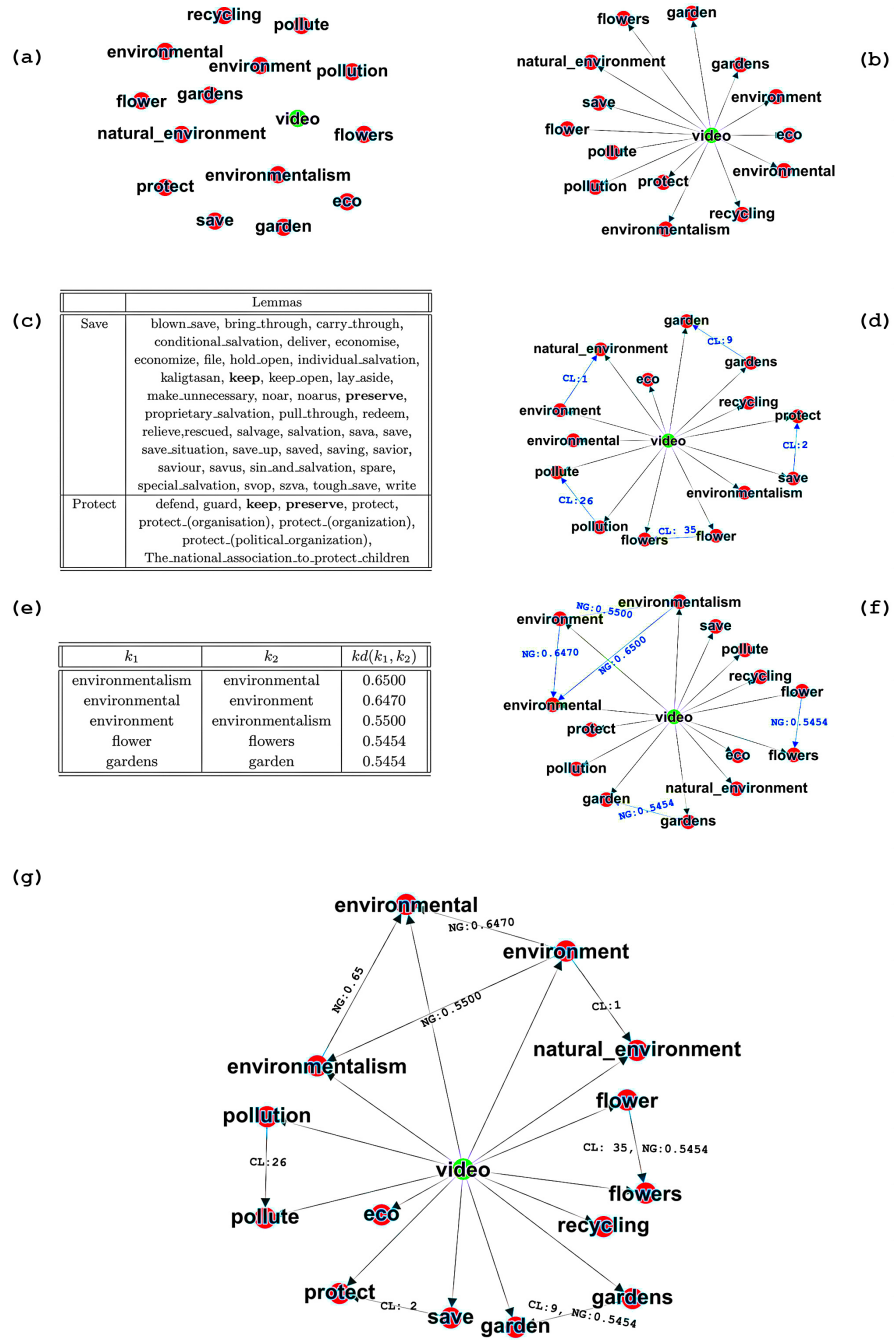 (a)
recycling
pollute
environmental
environment
pollution
flower
gardens
video
natural_environment
flowers
environmentalism
protect
eco
save
garden
(b)
flowers
garden
natural_environment
gardens
save
environment
flower
video
eco
pollute
environmental
protect
pollution
recycling
environmentalism
(c)
Lemmas
Save
blown_save, bring_through, carry_through,
conditional_salvation, deliver, economise,
economize, file, hold_open, individual_salvation,
kaligtasan, keep, keep_open, lay_aside,
make_unnecessary, noar, noarus, preserve,
proprietary_salvation, pull_through, redeem,
relieve,rescued, salvage, salvation, sava, save,
save_situation, save_up, saved, saving, savior,
saviour, savus, sin_and_salvation, spare,
special_salvation, svop, szva, tough_save, write
Protect
defend, guard, keep, preserve, protect,
protect_(organisation), protect_(organization),
protect_(political_organization),
The_national_association_to_protect_children
(d)
garden
CL:9
natural_environment
gardens
CL:1
eco
recycling
environment
protect
environmental
video
CL:2
pollute
save
environmentalism
CL:26
pollution
CL: 35
flowers
flower
(e)
k1 k2 kd(k1, k2)
environmentalism environmental 0.6500
environmental environment 0.6470
environment environmentalism 0.5500
flower flowers 0.5454
gardens garden 0.5454
(f)
environmentalism
NG:0.5500
environment
save
NG:0.6470
NG:0.6500
pollute
recycling
flower
environmental
video
NG:0.5454
protect
eco
flowers
pollution
natural_environment
garden
NG:0.5454
gardens
(g)
environmental
NG:0.6470
environment
NG:0.65
NG:0.5500
CL:1
natural_environment
environmentalism
flower
pollution
CL: 35, NG:0.5454
CL:26
video
flowers
pollute
eco
recycling
protect
CL: 2
save
CL:9, NG:0.5454
gardens
garden